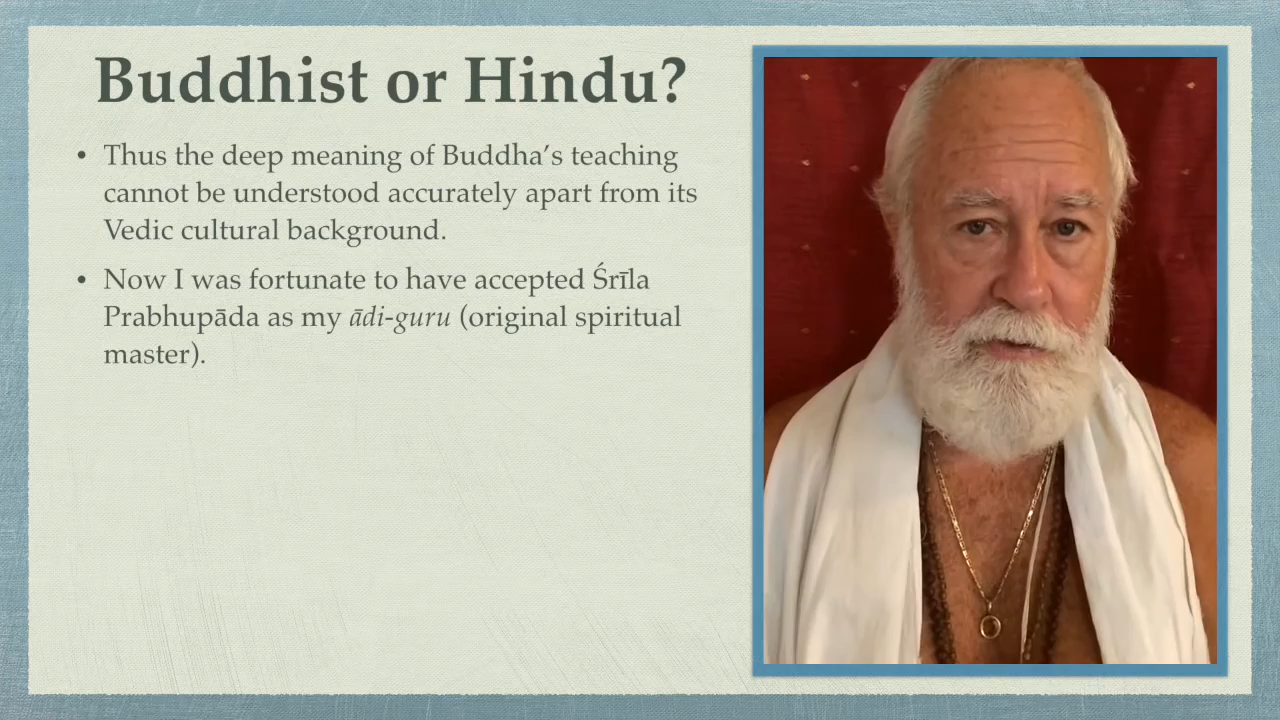 Buddhist or Hindu?
• Thus the deep meaning of Buddha’s teaching
cannot be understood accurately apart from its
Vedic cultural background.
• Now I was fortunate to have accepted Śrīla
Prabhupāda as my ādi-guru (original spiritual
master).